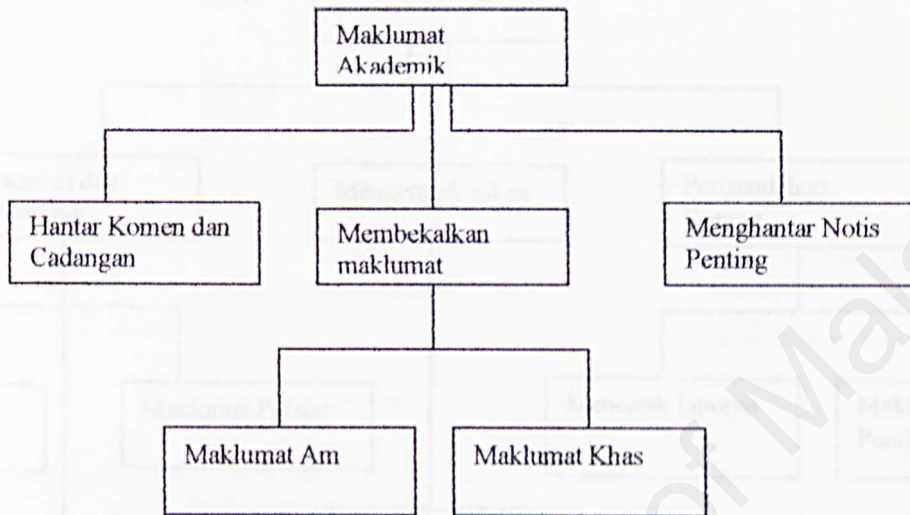 Maklumat
Akademik
Hantar Komen dan
Cadangan
Membekalkan
maklumat
Menghantar Notis
Penting
Maklumat Am
Maklumat Khas